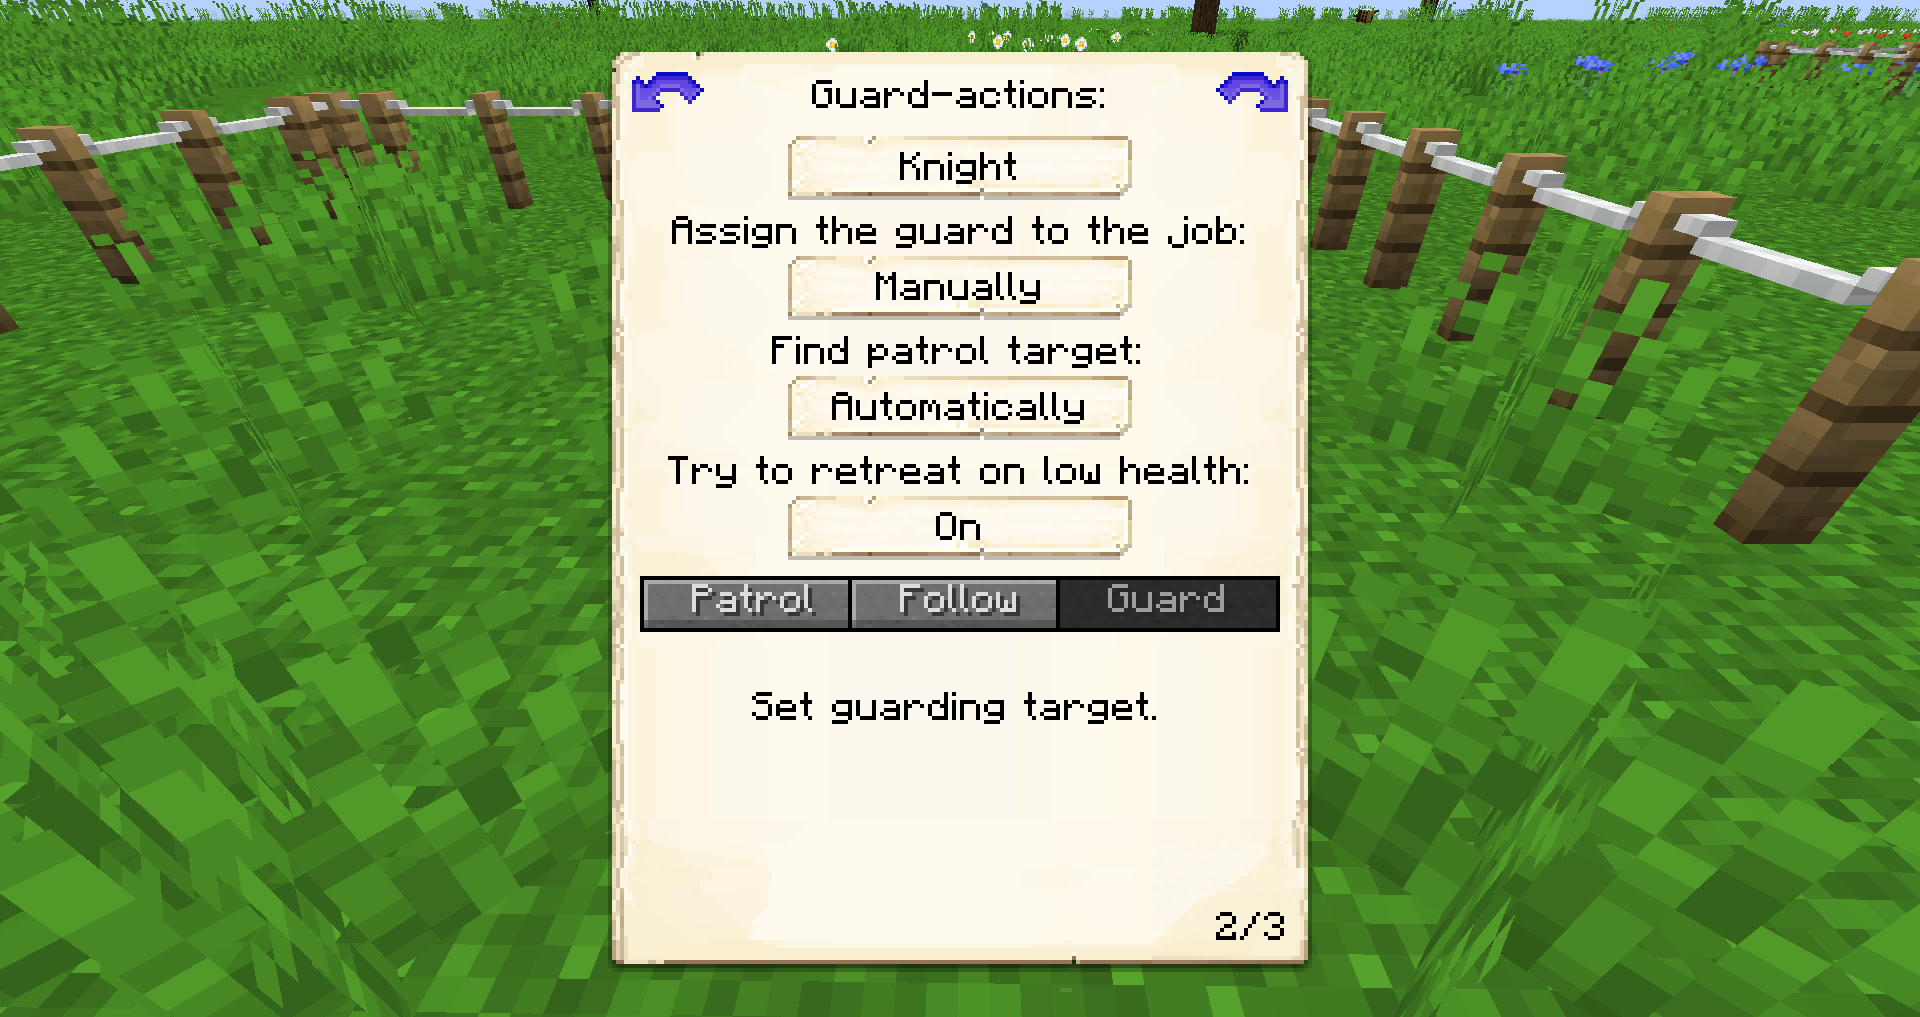 Guard-actions:
Knight
Assign the guard to the job:
Manually
Find patrol target:
Automatically
Try to retreat on low health:
On
Patrol Follow Guard
Set guarding target.
2/3